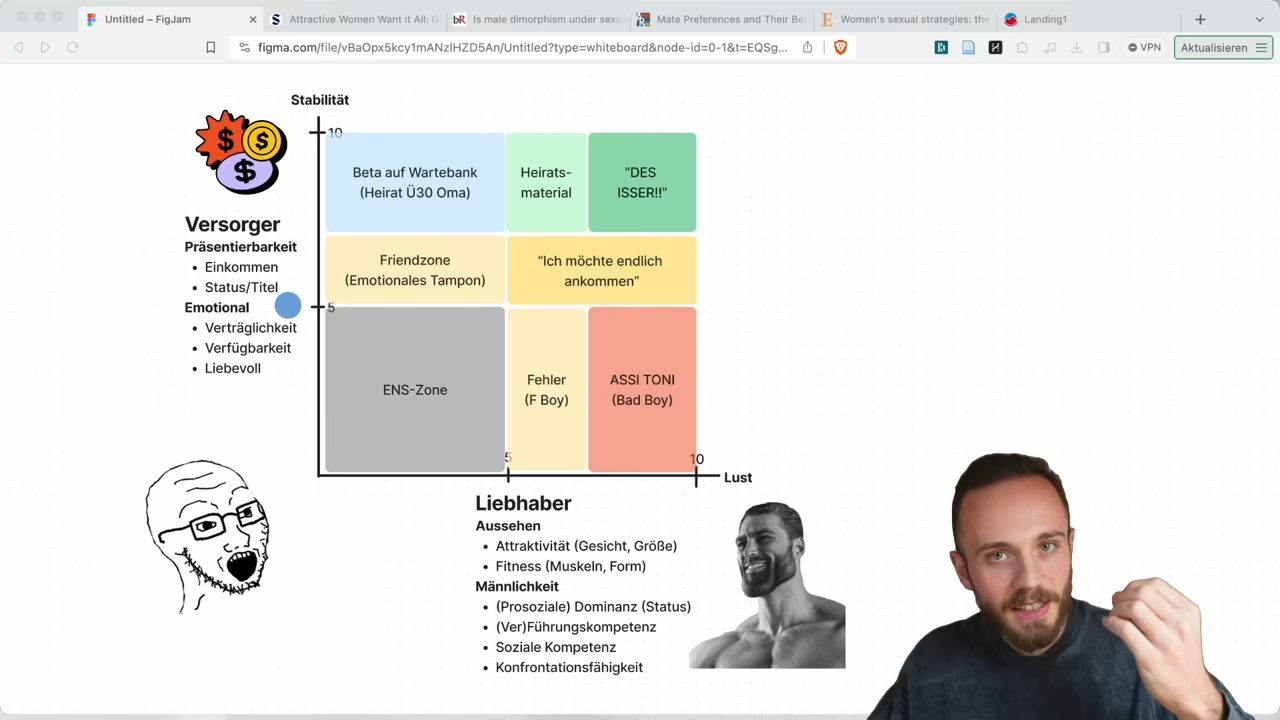 Untitled – FigJam
Attractive Women Want it All: G
Is male dimorphism under sexu
Mate Preferences and Their Be
Women's sexual strategies: the
Landing1
figma.com/file/vBaOpx5kcy1mANzlHZD5An/Untitled?type=whiteboard&node-id=0-1&t=EQSg...
VPN
Aktualisieren
Stabilität
10
Beta auf Wartebank
(Heirat Ü30 Oma)
Heirats-
material
“DES
ISSER!!”
Versorger
Präsentierbarkeit
• Einkommen
• Status/Titel
Emotional
• Verträglichkeit
• Verfügbarkeit
• Liebevoll
Friendzone
(Emotionales Tampon)
“Ich möchte endlich
ankommen”
5
ENS-Zone
Fehler
(F Boy)
ASSI TONI
(Bad Boy)
5
10
Lust
Liebhaber
Aussehen
• Attraktivität (Gesicht, Größe)
• Fitness (Muskeln, Form)
Männlichkeit
• (Prosoziale) Dominanz (Status)
• (Ver)Führungskompetenz
• Soziale Kompetenz
• Konfrontationsfähigkeit